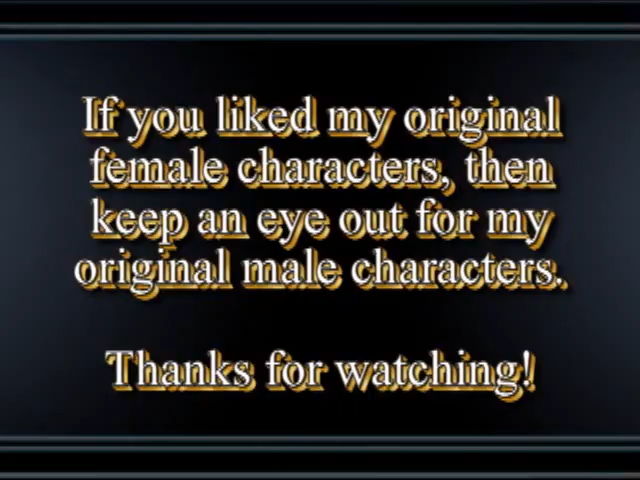 If you liked my original
female characters, then
keep an eye out for my
original male characters.
Thanks for watching!